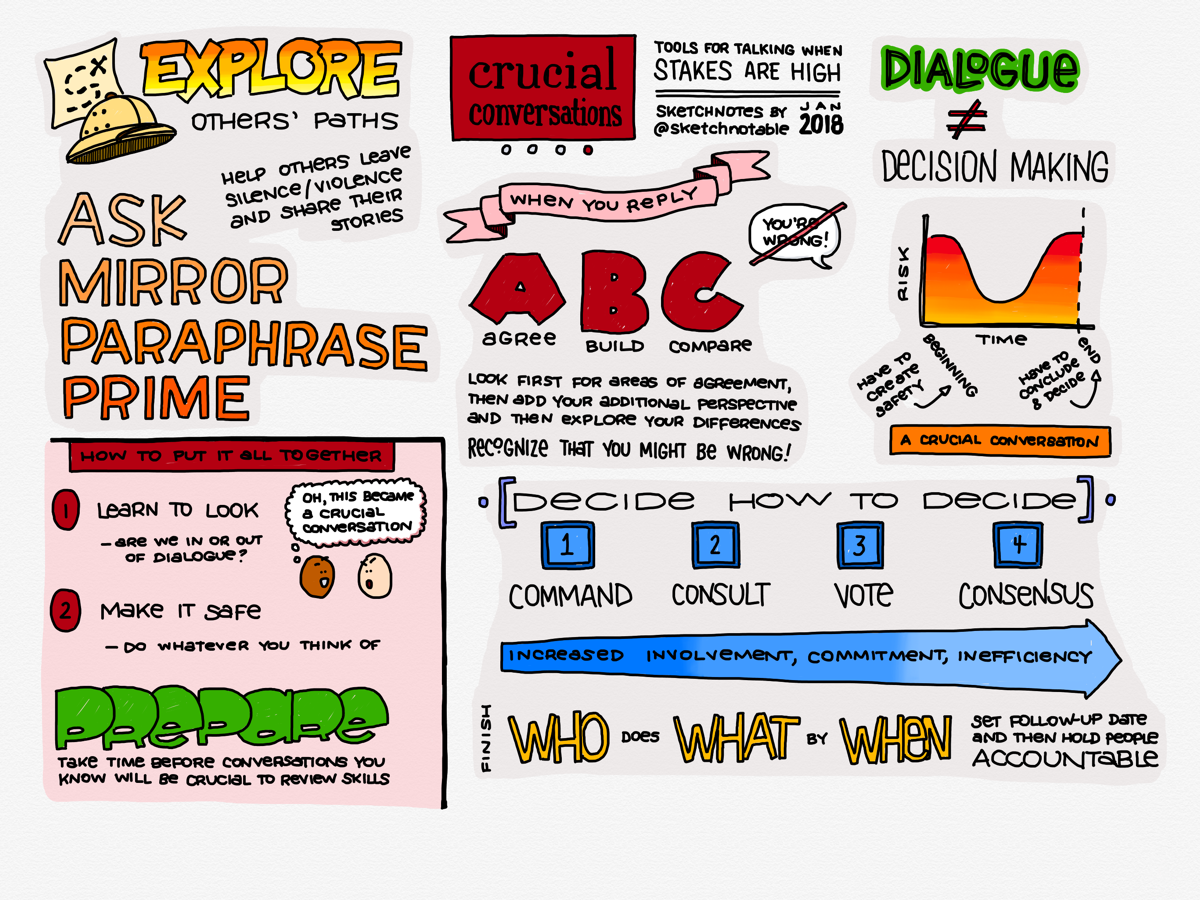 EXPLORE
OTHERS' PATHS
HELP OTHERS LEAVE
SILENCE/VIOLENCE
AND SHARE THEIR
STORIES
ASK
MIRROR
PARAPHRASE
PRIME
crucial
conversations
TOOLS FOR TALKING WHEN
STAKES ARE HIGH
SKETCHNOTES BY
@sketchnotable
JAN
2018
WHEN YOU REPLY
YOU'RE
WRONG!
ABC
AGREE BUILD COMPARE
LOOK FIRST FOR AREAS OF AGREEMENT,
THEN ADD YOUR ADDITIONAL PERSPECTIVE
AND THEN EXPLORE YOUR DIFFERENCES
RECOGNIZE THAT YOU MIGHT BE WRONG!
DIALOGUE
≠
DECISION MAKING
RISK
TIME
BEGINNING
END
HAVE TO
CREATE
SAFETY
HAVE TO
CONCLUDE
& DECIDE
A CRUCIAL CONVERSATION
HOW TO PUT IT ALL TOGETHER
1 LEARN TO LOOK
- ARE WE IN OR OUT
OF DIALOGUE?
OH, THIS BECAME
A CRUCIAL
CONVERSATION
2 MAKE IT SAFE
- DO WHATEVER YOU THINK OF
PREPARE
TAKE TIME BEFORE CONVERSATIONS YOU
KNOW WILL BE CRUCIAL TO REVIEW SKILLS
[DECIDE HOW TO DECIDE]
1 2 3 4
COMMAND CONSULT VOTE CONSENSUS
INCREASED INVOLVEMENT, COMMITMENT, INEFFICIENCY
FINISH
WHO DOES WHAT BY WHEN
SET FOLLOW-UP DATE
AND THEN HOLD PEOPLE
ACCOUNTABLE